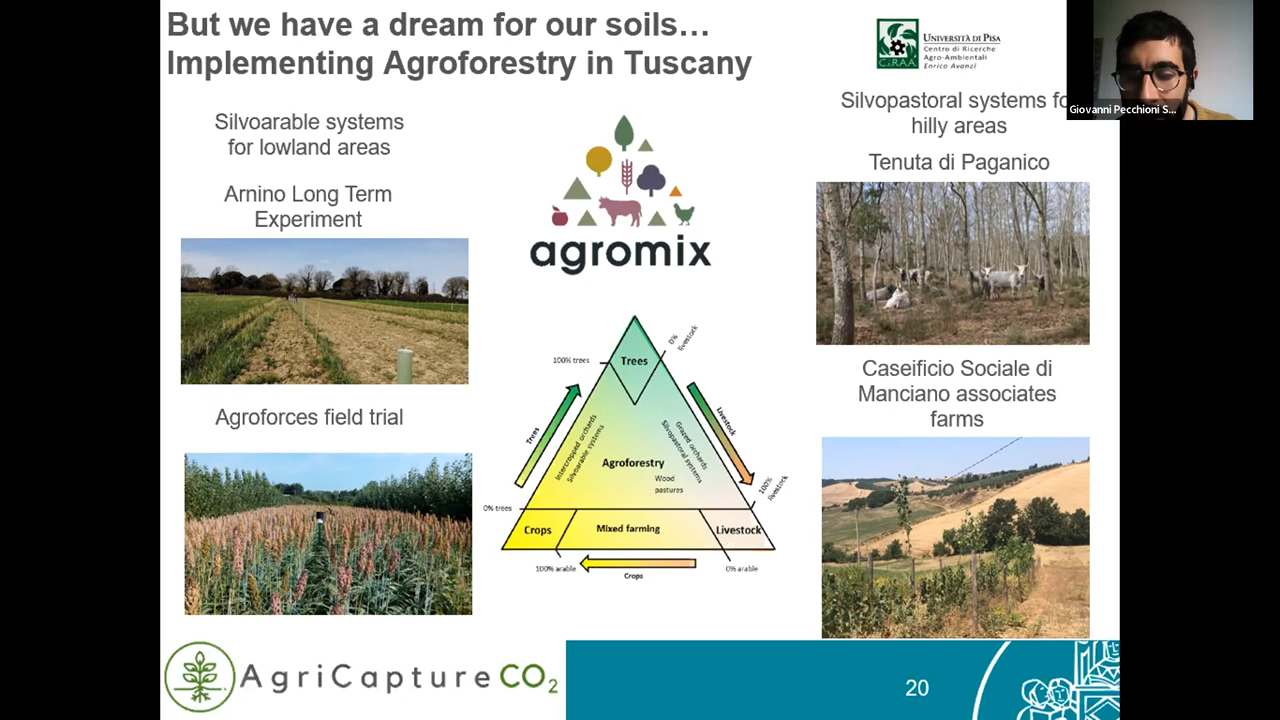 But we have a dream for our soils…
Implementing Agroforestry in Tuscany
UNIVERSITÀ DI PISA
Centro di Ricerche
Agro-Ambientali
Enrico Avanzi
CiRAA
Giovanni Pecchioni S...
Silvoarable systems
for lowland areas
Arnino Long Term
Experiment
Agroforces field trial
agromix
Silvopastoral systems fo
hilly areas
Tenuta di Paganico
Caseificio Sociale di
Manciano associates
farms
Trees
100% trees
0%
livestock
Trees
Livestock
Intercropped orchards
Silvoarable systems
Grazed orchards
Silvopastoral systems
Agroforestry
Wood
pastures
0% trees
100%
livestock
Crops
Mixed farming
Livestock
100% arable
0% arable
Crops
AgriCaptureCO2
20